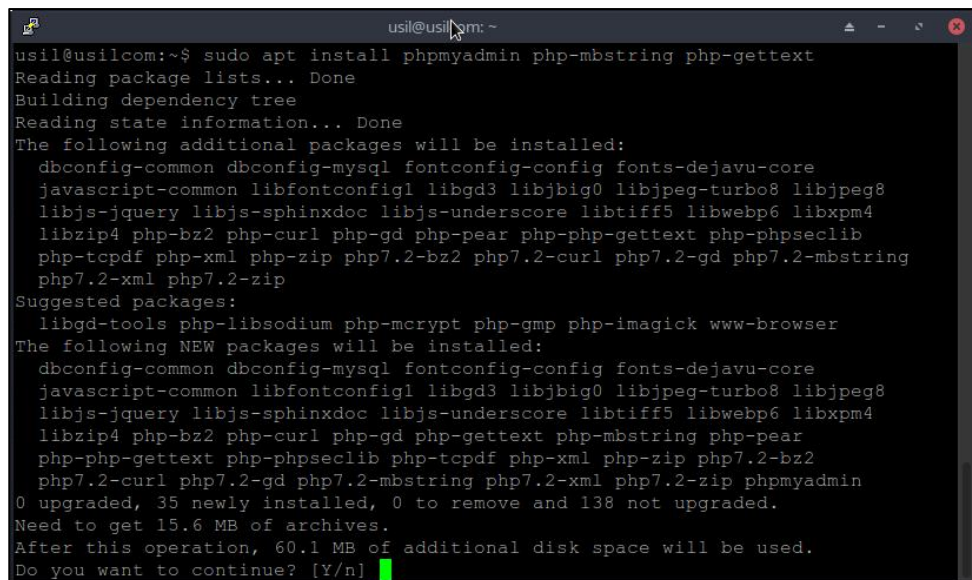 usil@usilcom: ~
usil@usilcom:~$ sudo apt install phpmyadmin php-mbstring php-gettext
Reading package lists... Done
Building dependency tree
Reading state information... Done
The following additional packages will be installed:
  dbconfig-common dbconfig-mysql fontconfig-config fonts-dejavu-core
  javascript-common libfontconfig1 libgd3 libjbig0 libjpeg-turbo8 libjpeg8
  libjs-jquery libjs-sphinxdoc libjs-underscore libtiff5 libwebp6 libxpm4
  libzip4 php-bz2 php-curl php-gd php-pear php-php-gettext php-phpseclib
  php-tcpdf php-xml php-zip php7.2-bz2 php7.2-curl php7.2-gd php7.2-mbstring
  php7.2-xml php7.2-zip
Suggested packages:
  libgd-tools php-libsodium php-mcrypt php-gmp php-imagick www-browser
The following NEW packages will be installed:
  dbconfig-common dbconfig-mysql fontconfig-config fonts-dejavu-core
  javascript-common libfontconfig1 libgd3 libjbig0 libjpeg-turbo8 libjpeg8
  libjs-jquery libjs-sphinxdoc libjs-underscore libtiff5 libwebp6 libxpm4
  libzip4 php-bz2 php-curl php-gd php-gettext php-mbstring php-pear
  php-php-gettext php-phpseclib php-tcpdf php-xml php-zip php7.2-bz2
  php7.2-curl php7.2-gd php7.2-mbstring php7.2-xml php7.2-zip phpmyadmin
0 upgraded, 35 newly installed, 0 to remove and 138 not upgraded.
Need to get 15.6 MB of archives.
After this operation, 60.1 MB of additional disk space will be used.
Do you want to continue? [Y/n]